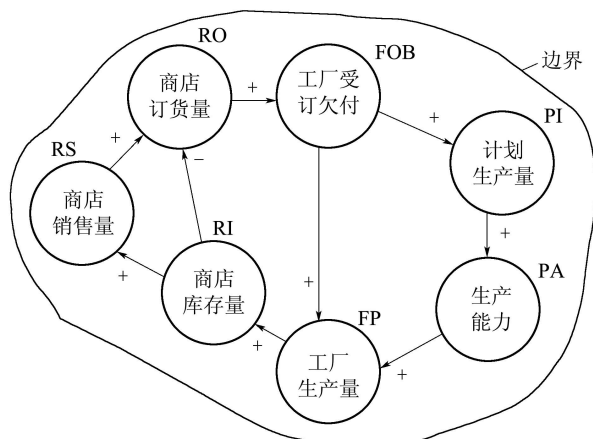 RO
商店
订货量
+
工厂受
订欠付
FOB
边界
+
PI
计划
生产量
+
RS
商店
销售量
+
−
RI
商店
库存量
+
+
PA
生产
能力
+
FP
工厂
生产量
+
+